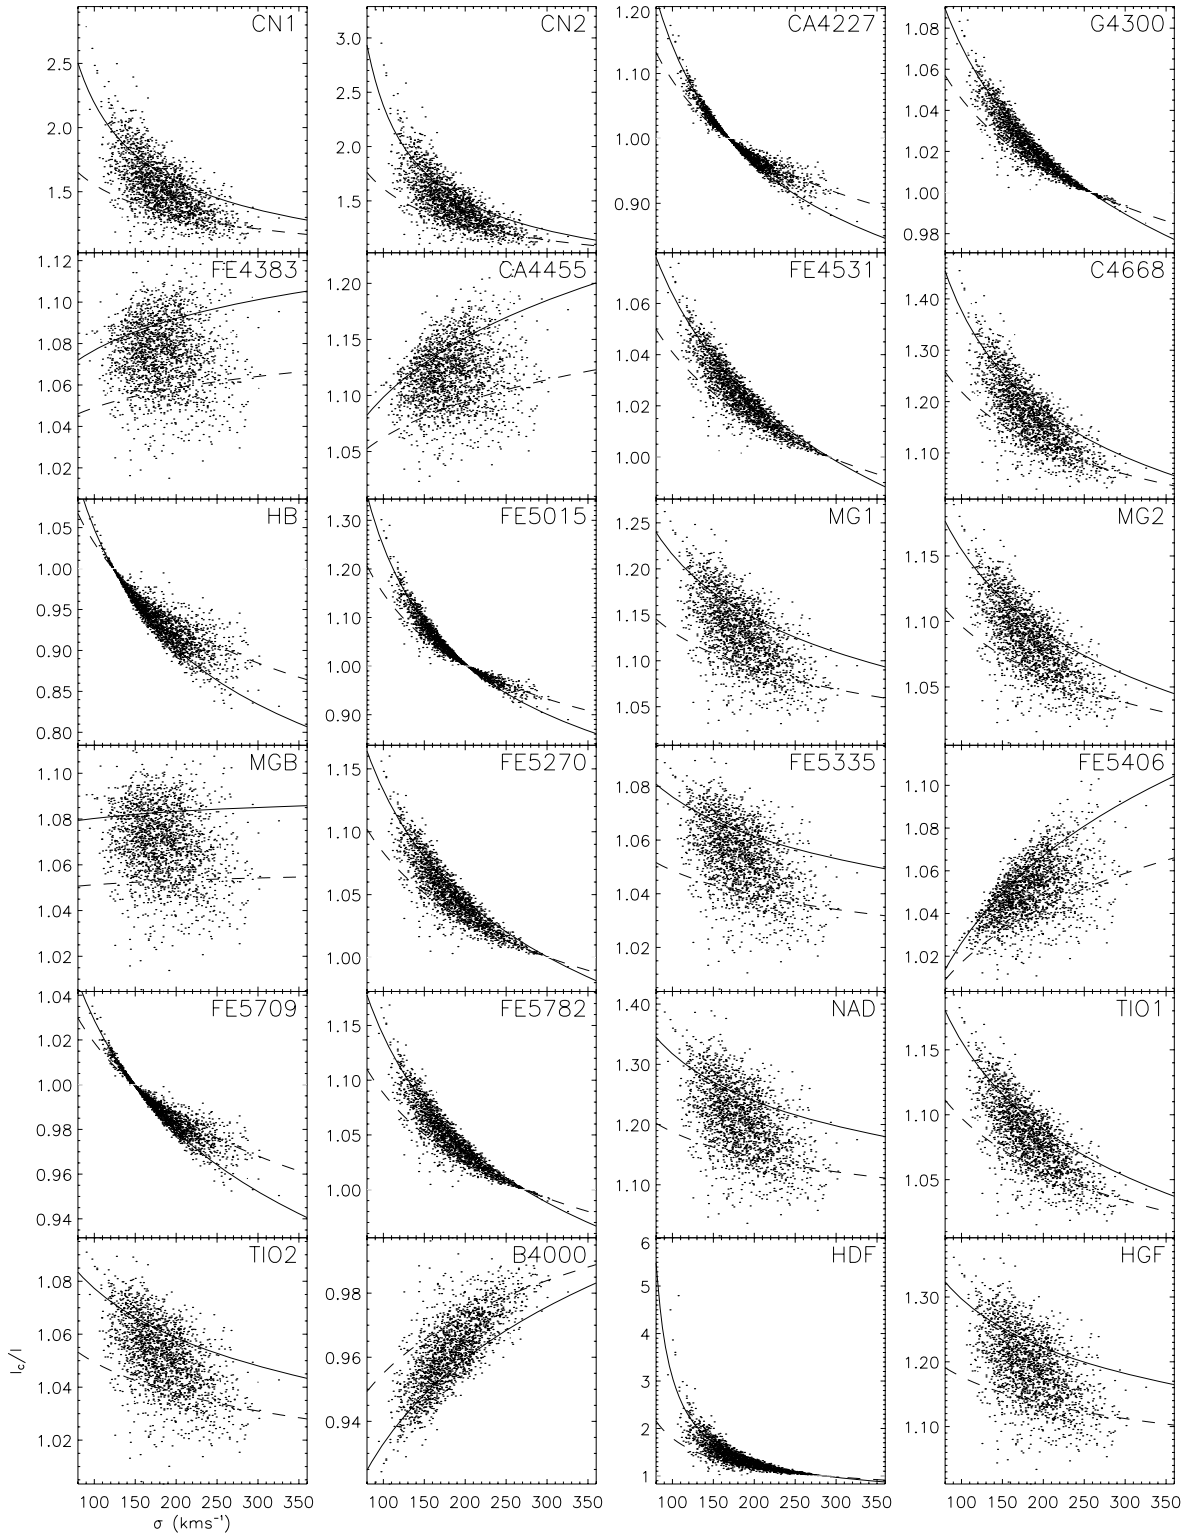 CN1 CN2 CA4227 G4300
2.5 2.0 1.5
3.0 2.5 2.0 1.5
1.20 1.10 1.00 0.90
1.08 1.06 1.04 1.02 1.00 0.98
FE4383 CA4455 FE4531 C4668
1.12 1.10 1.08 1.06 1.04 1.02
1.20 1.15 1.10 1.05
1.06 1.04 1.02 1.00
1.40 1.30 1.20 1.10
HB FE5015 MG1 MG2
1.05 1.00 0.95 0.90 0.85 0.80
1.30 1.20 1.10 1.00 0.90
1.25 1.20 1.15 1.10 1.05
1.15 1.10 1.05
MGB FE5270 FE5335 FE5406
1.10 1.08 1.06 1.04 1.02
1.15 1.10 1.05 1.00
1.08 1.06 1.04 1.02
1.10 1.08 1.06 1.04 1.02
FE5709 FE5782 NAD TIO1
1.04 1.02 1.00 0.98 0.96 0.94
1.15 1.10 1.05 1.00
1.40 1.30 1.20 1.10
1.15 1.10 1.05
TIO2 B4000 HDF HGF
1.08 1.06 1.04 1.02
0.98 0.96 0.94
6 5 4 3 2 1
1.30 1.20 1.10
I_c/I
100 150 200 250 300 350
100 150 200 250 300 350
100 150 200 250 300 350
100 150 200 250 300 350
σ (kms⁻¹)